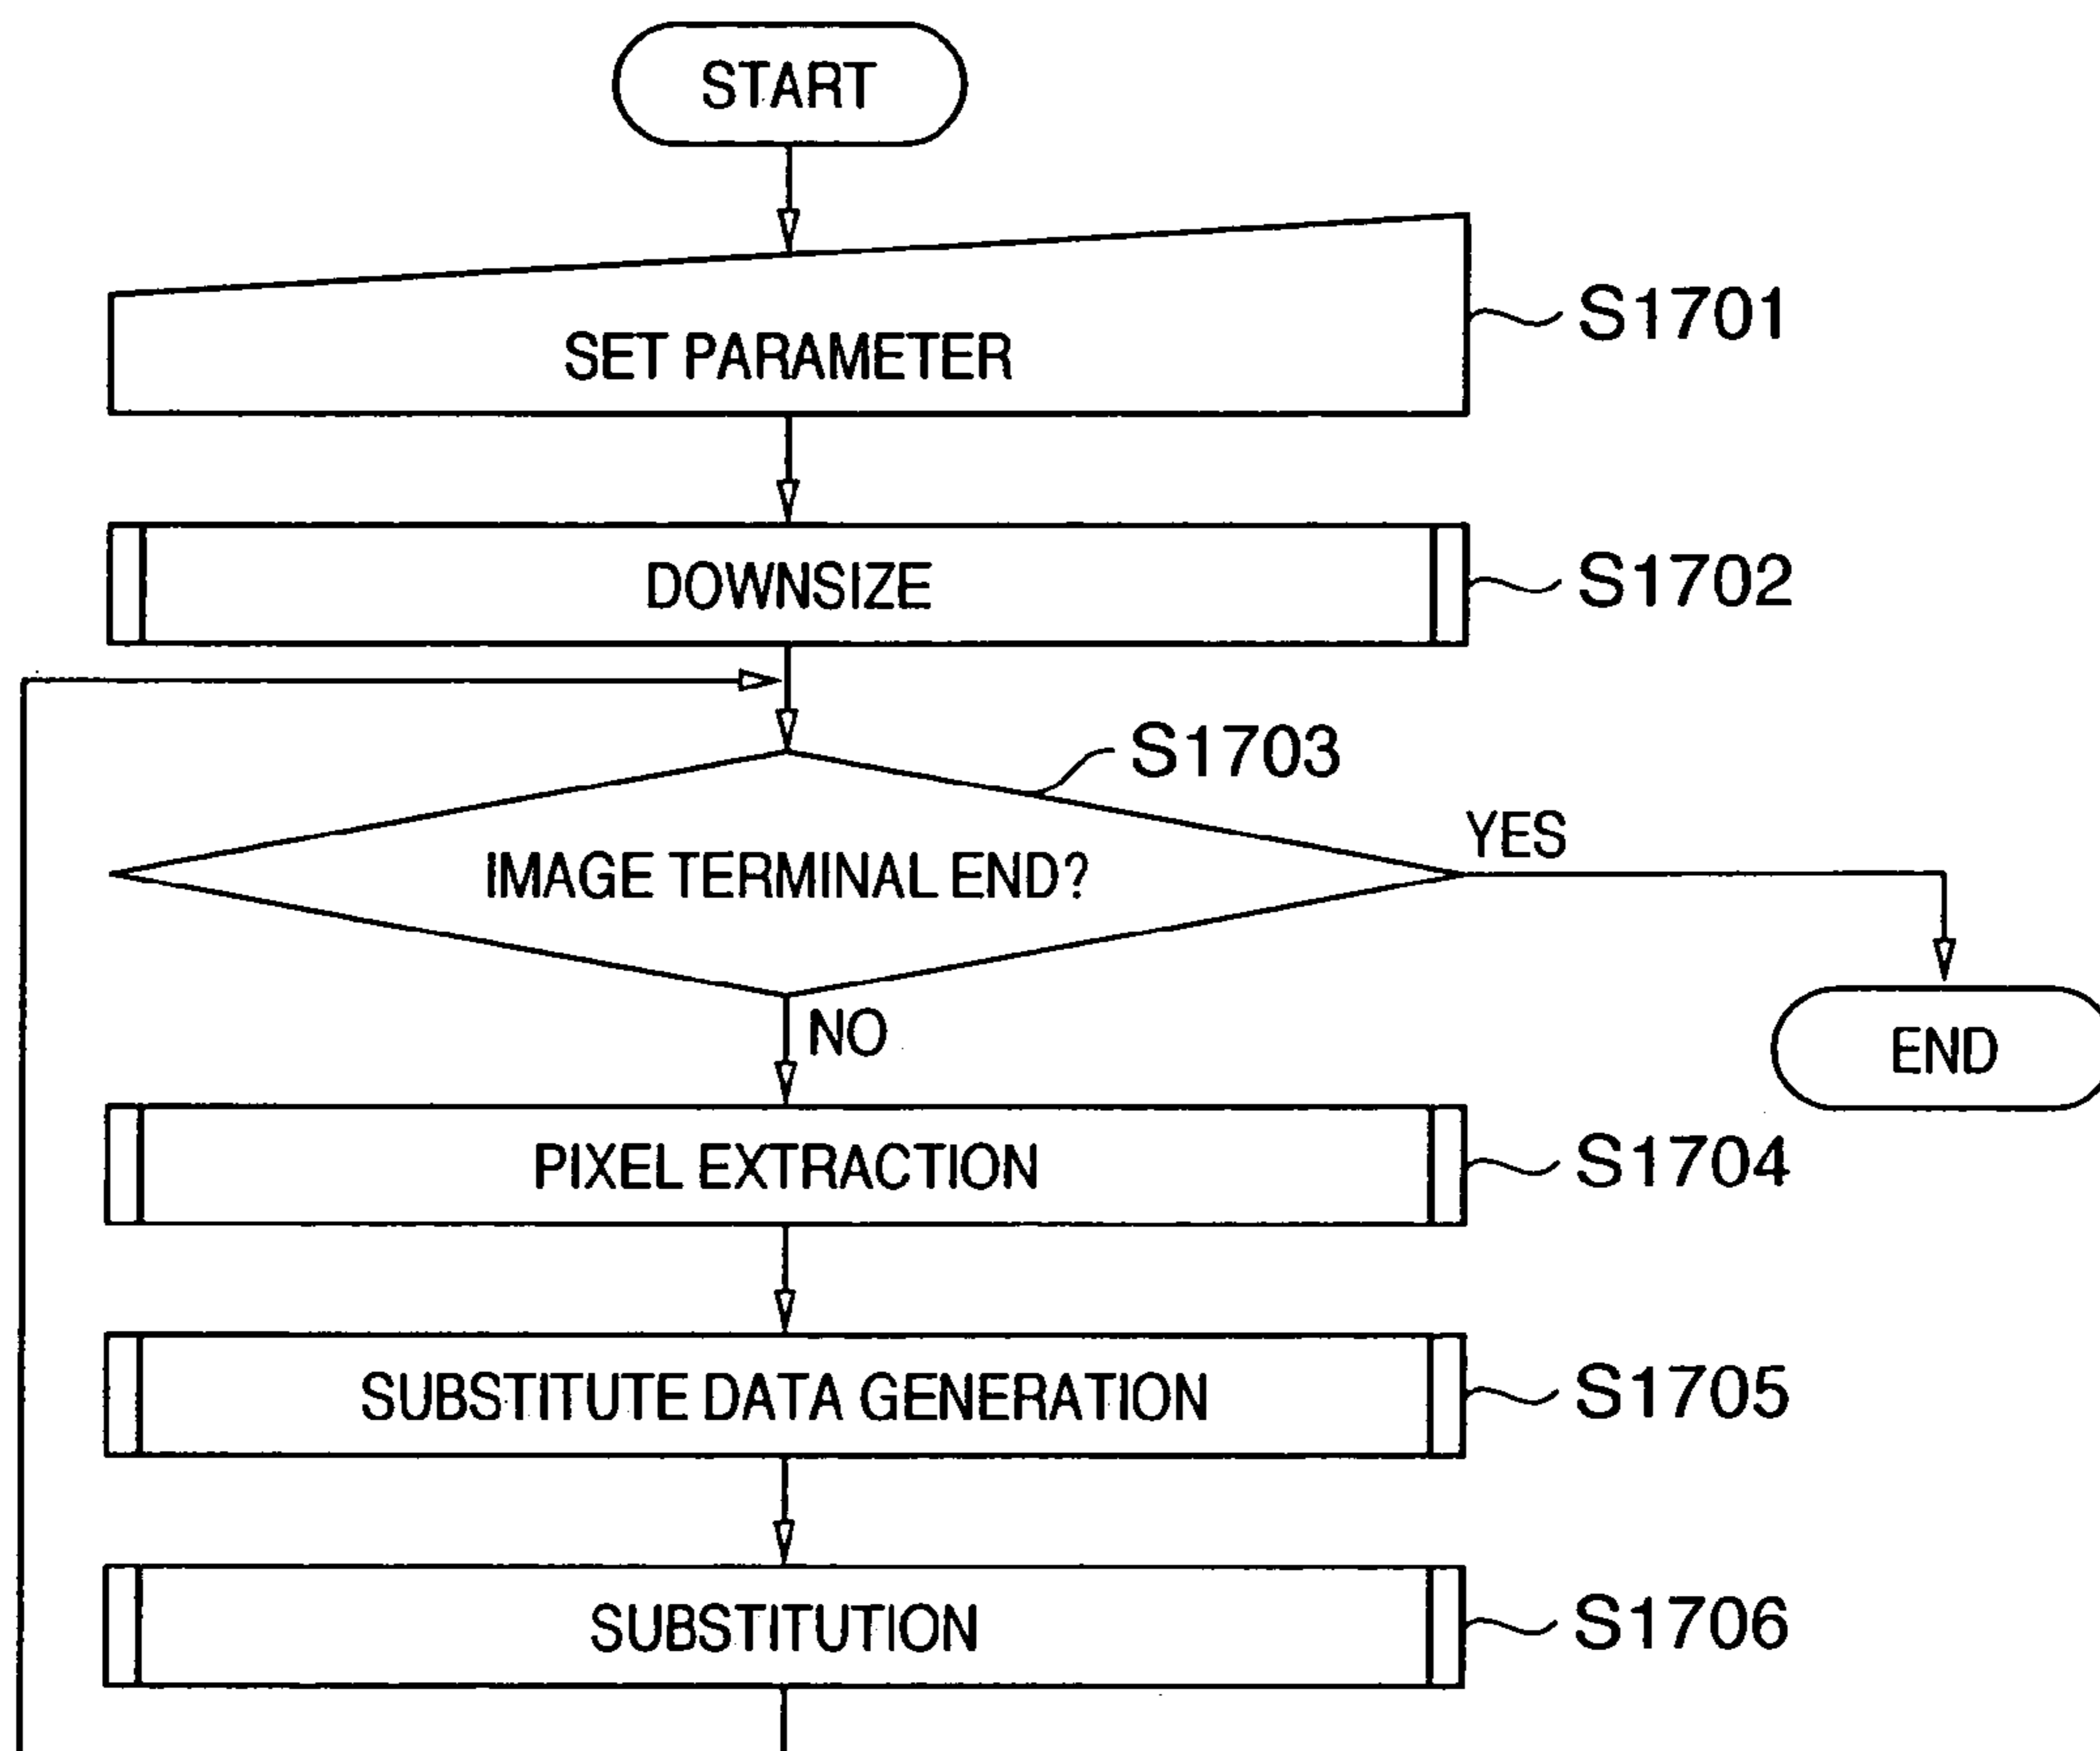 START
SET PARAMETER
S1701
DOWNSIZE
S1702
S1703
IMAGE TERMINAL END?
YES
NO
END
PIXEL EXTRACTION
S1704
SUBSTITUTE DATA GENERATION
S1705
SUBSTITUTION
S1706